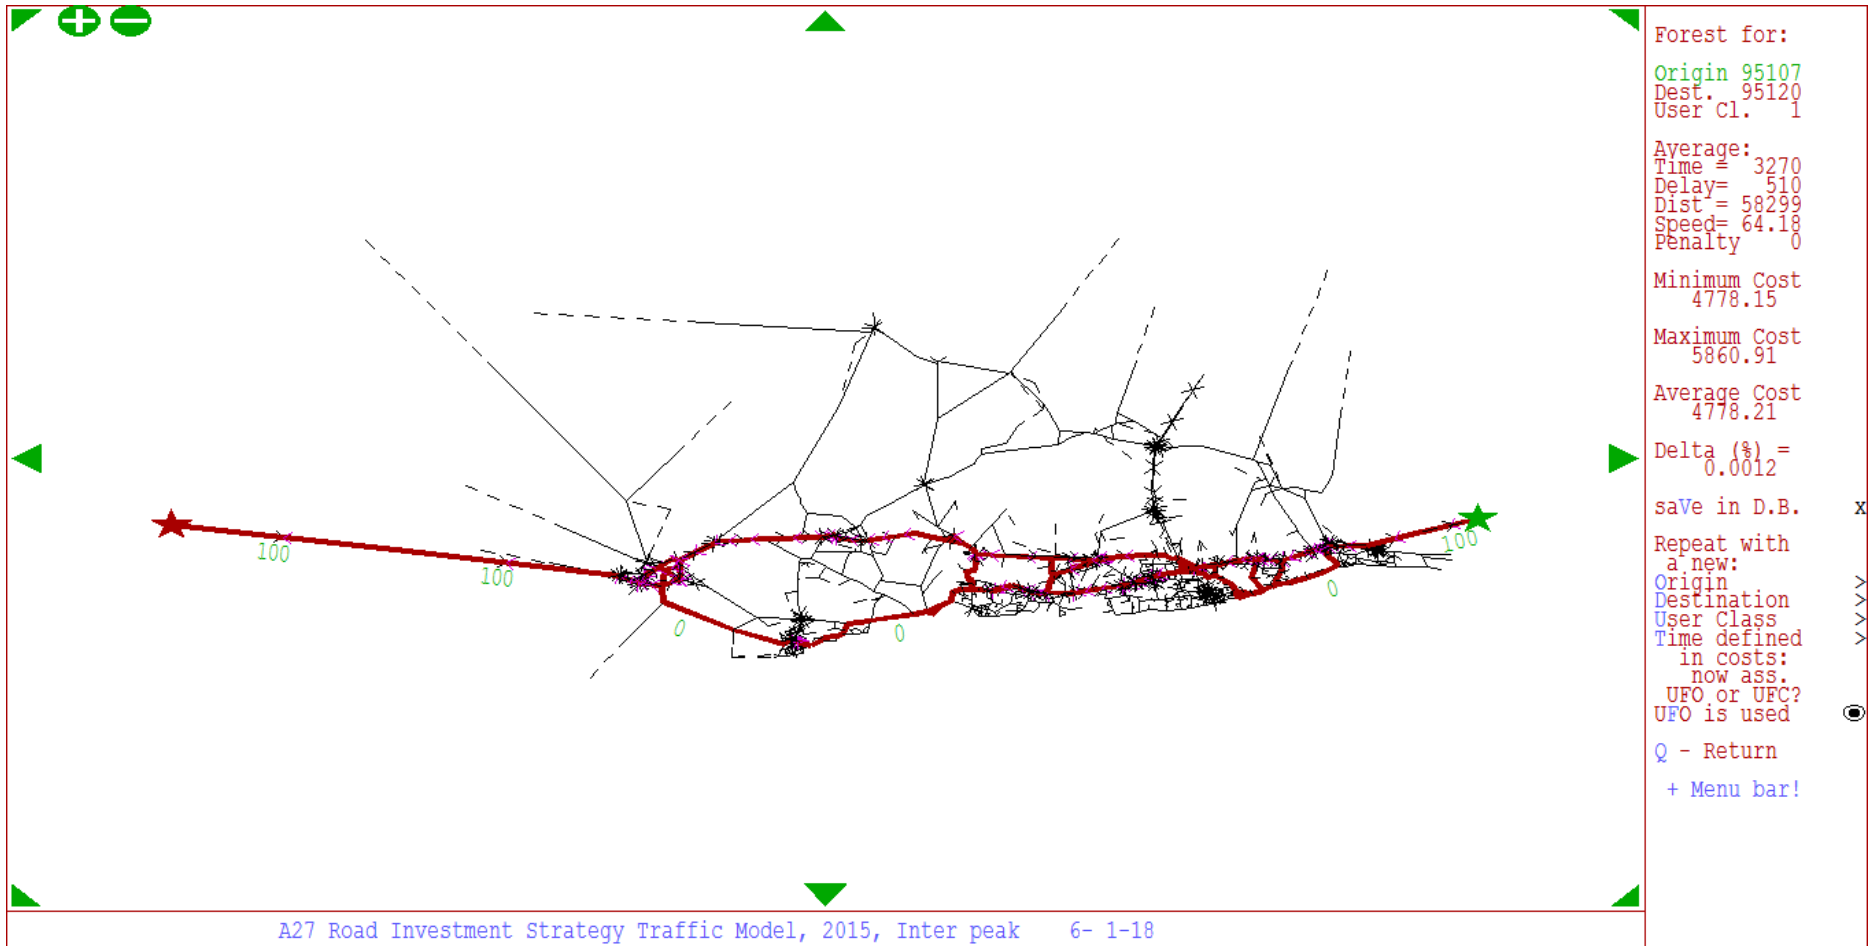 Forest for:
Origin 95107
Dest. 95120
User Cl. 1
Average:
Time = 3270
Delay= 510
Dist = 58299
Speed= 64.18
Penalty 0
Minimum Cost
4778.15
Maximum Cost
5860.91
Average Cost
4778.21
Delta (%) =
0.0012
saVe in D.B. x
Repeat with
a new:
Origin >
Destination >
User Class >
Time defined >
in costs:
now ass.
UFO or UFC?
UFO is used
Q - Return
+ Menu bar!
100
100
0
0
0
100
A27 Road Investment Strategy Traffic Model, 2015, Inter peak 6- 1-18